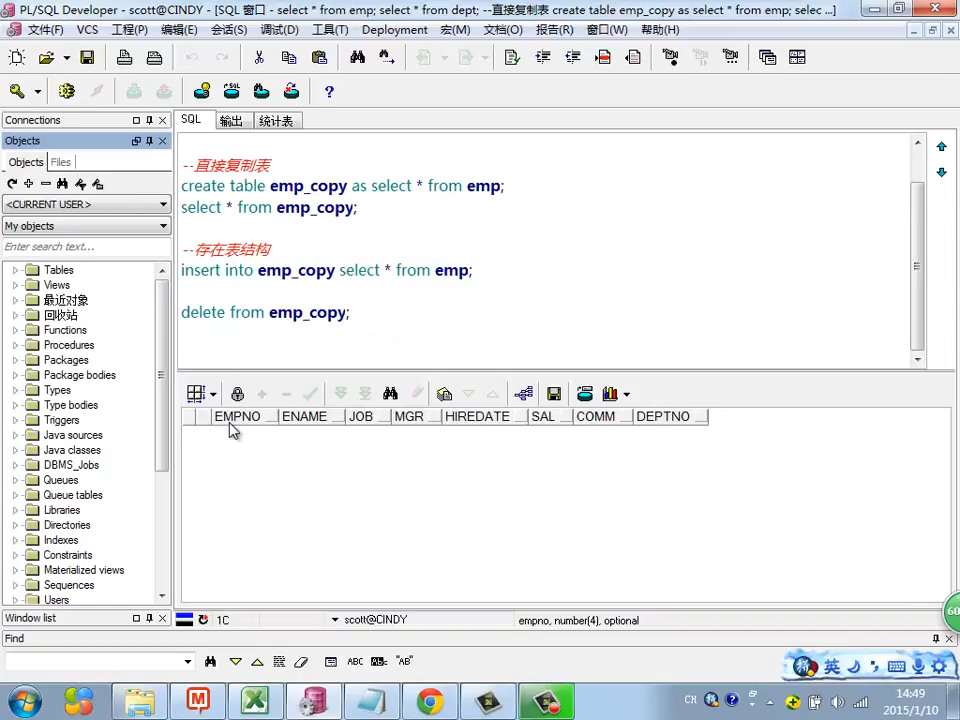 PL/SQL Developer - scott@CINDY - [SQL 窗口 - select * from emp; select * from dept; --直接复制表 create table emp_copy as select * from emp; selec ...]
文件(F) VCS 工程(P) 编辑(E) 会话(S) 调试(D) 工具(T) Deployment 宏(M) 文档(O) 报告(R) 窗口(W) 帮助(H)
Connections
Objects
Objects Files
<CURRENT USER>
My objects
Enter search text...
Tables
Views
最近对象
回收站
Functions
Procedures
Packages
Package bodies
Types
Type bodies
Triggers
Java sources
Java classes
DBMS_Jobs
Queues
Queue tables
Libraries
Directories
Indexes
Constraints
Materialized views
Sequences
Users
Window list
SQL 输出 统计表
--直接复制表
create table emp_copy as select * from emp;
select * from emp_copy;
--存在表结构
insert into emp_copy select * from emp;
delete from emp_copy;
EMPNO ENAME JOB MGR HIREDATE SAL COMM DEPTNO
scott@CINDY empno, number(4), optional
Find
ABC "AB"
英
60
CH 14:49
2015/1/10